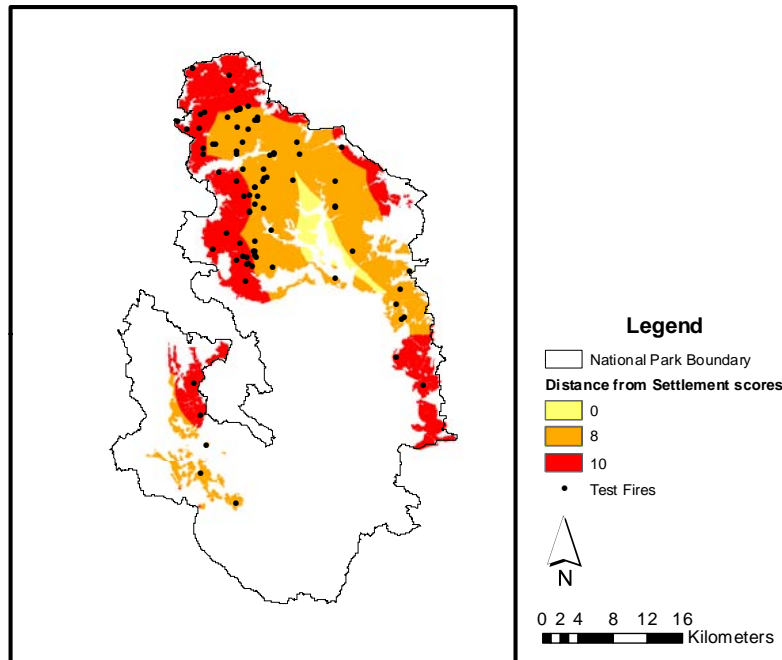 Legend
National Park Boundary
Distance from Settlement scores
0
8
10
Test Fires
N
0 2 4 8 12 16
Kilometers